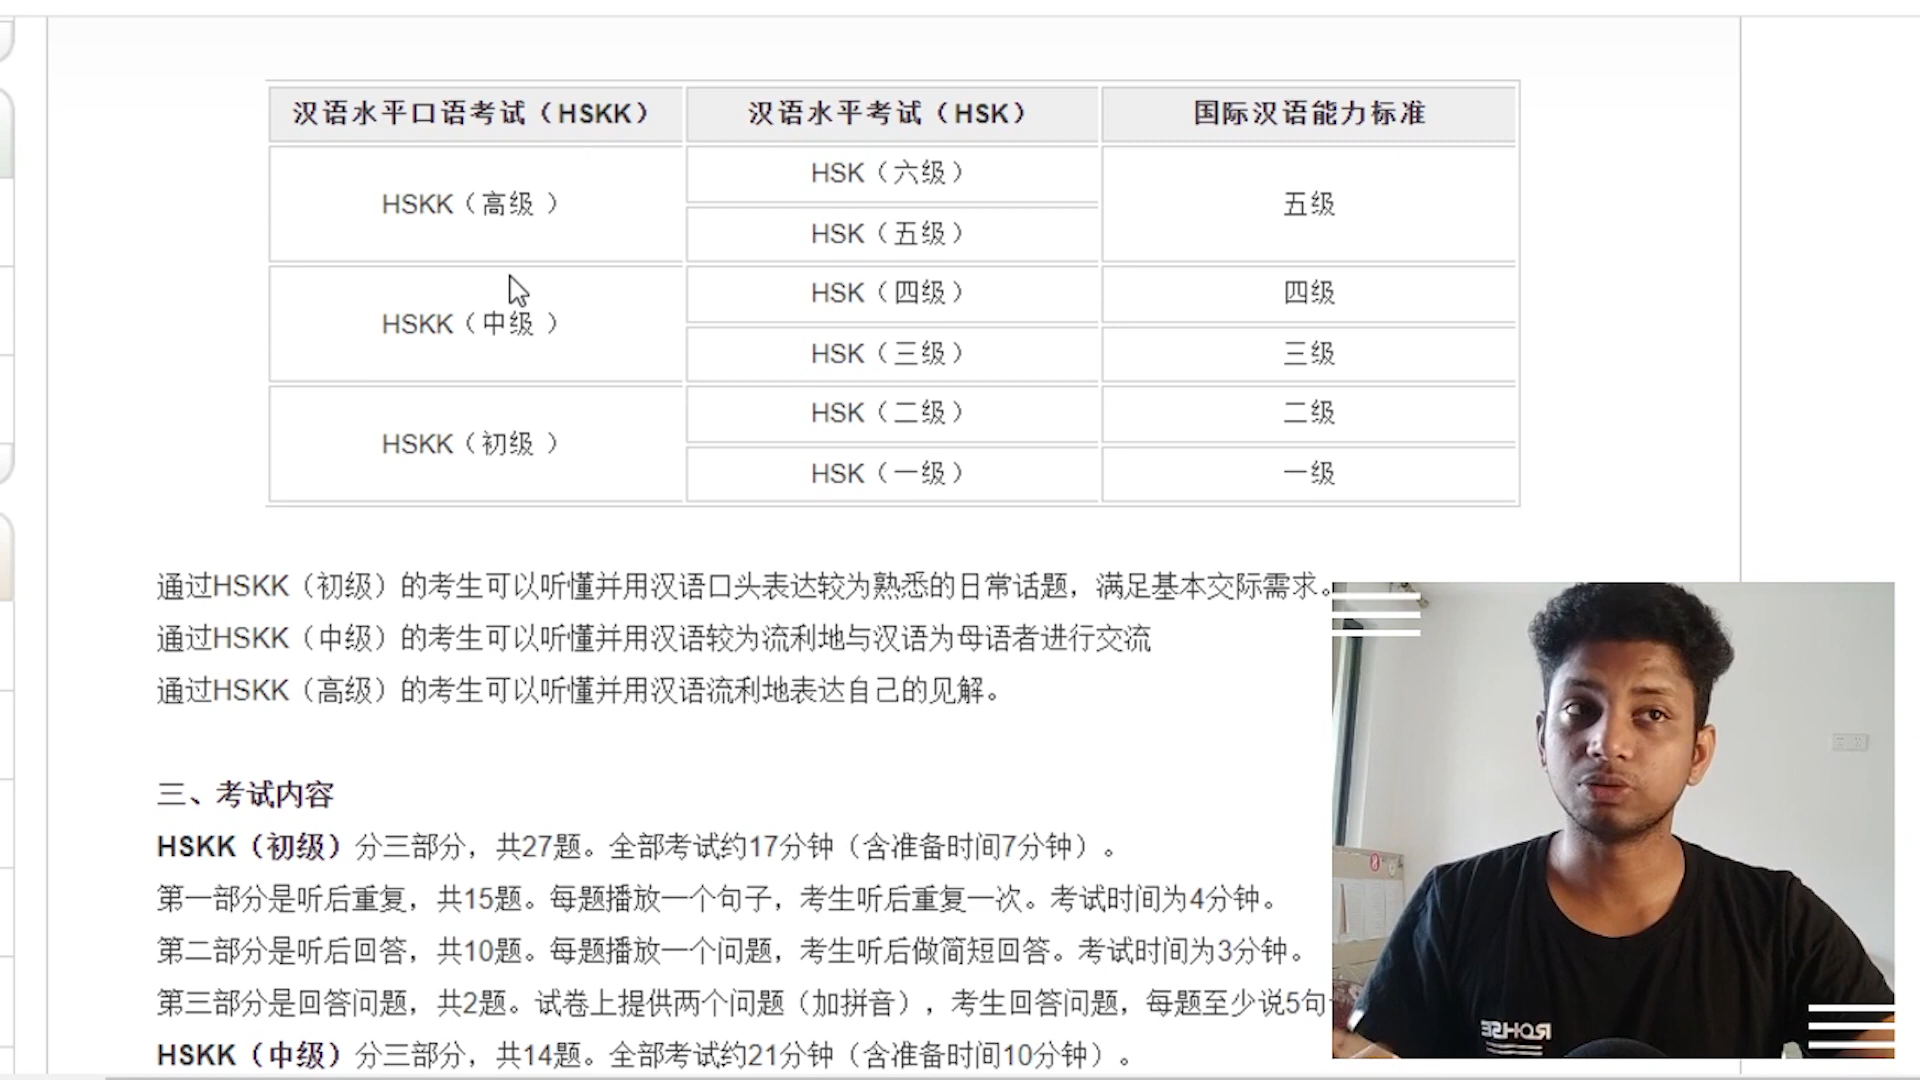 汉语水平口语考试（HSKK） 汉语水平考试（HSK） 国际汉语能力标准
HSKK（高级 ） HSK（六级） 五级
HSK（五级）
HSKK（中级 ） HSK（四级） 四级
HSK（三级） 三级
HSKK（初级 ） HSK（二级） 二级
HSK（一级） 一级
通过HSKK（初级）的考生可以听懂并用汉语口头表达较为熟悉的日常话题，满足基本交际需求。
通过HSKK（中级）的考生可以听懂并用汉语较为流利地与汉语为母语者进行交流
通过HSKK（高级）的考生可以听懂并用汉语流利地表达自己的见解。
三、考试内容
HSKK（初级）分三部分，共27题。全部考试约17分钟（含准备时间7分钟）。
第一部分是听后重复，共15题。每题播放一个句子，考生听后重复一次。考试时间为4分钟。
第二部分是听后回答，共10题。每题播放一个问题，考生听后做简短回答。考试时间为3分钟。
第三部分是回答问题，共2题。试卷上提供两个问题（加拼音），考生回答问题，每题至少说5句
HSKK（中级）分三部分，共14题。全部考试约21分钟（含准备时间10分钟）。